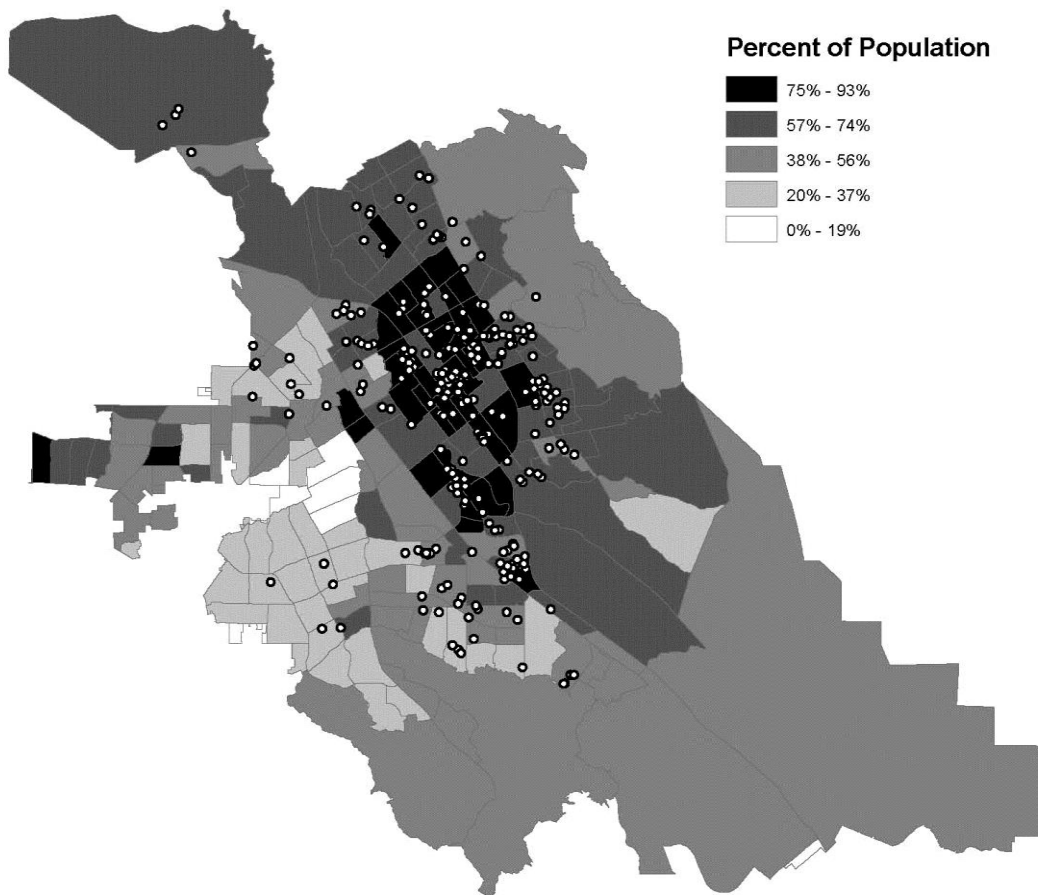 Percent of Population
75% - 93%
57% - 74%
38% - 56%
20% - 37%
0% - 19%